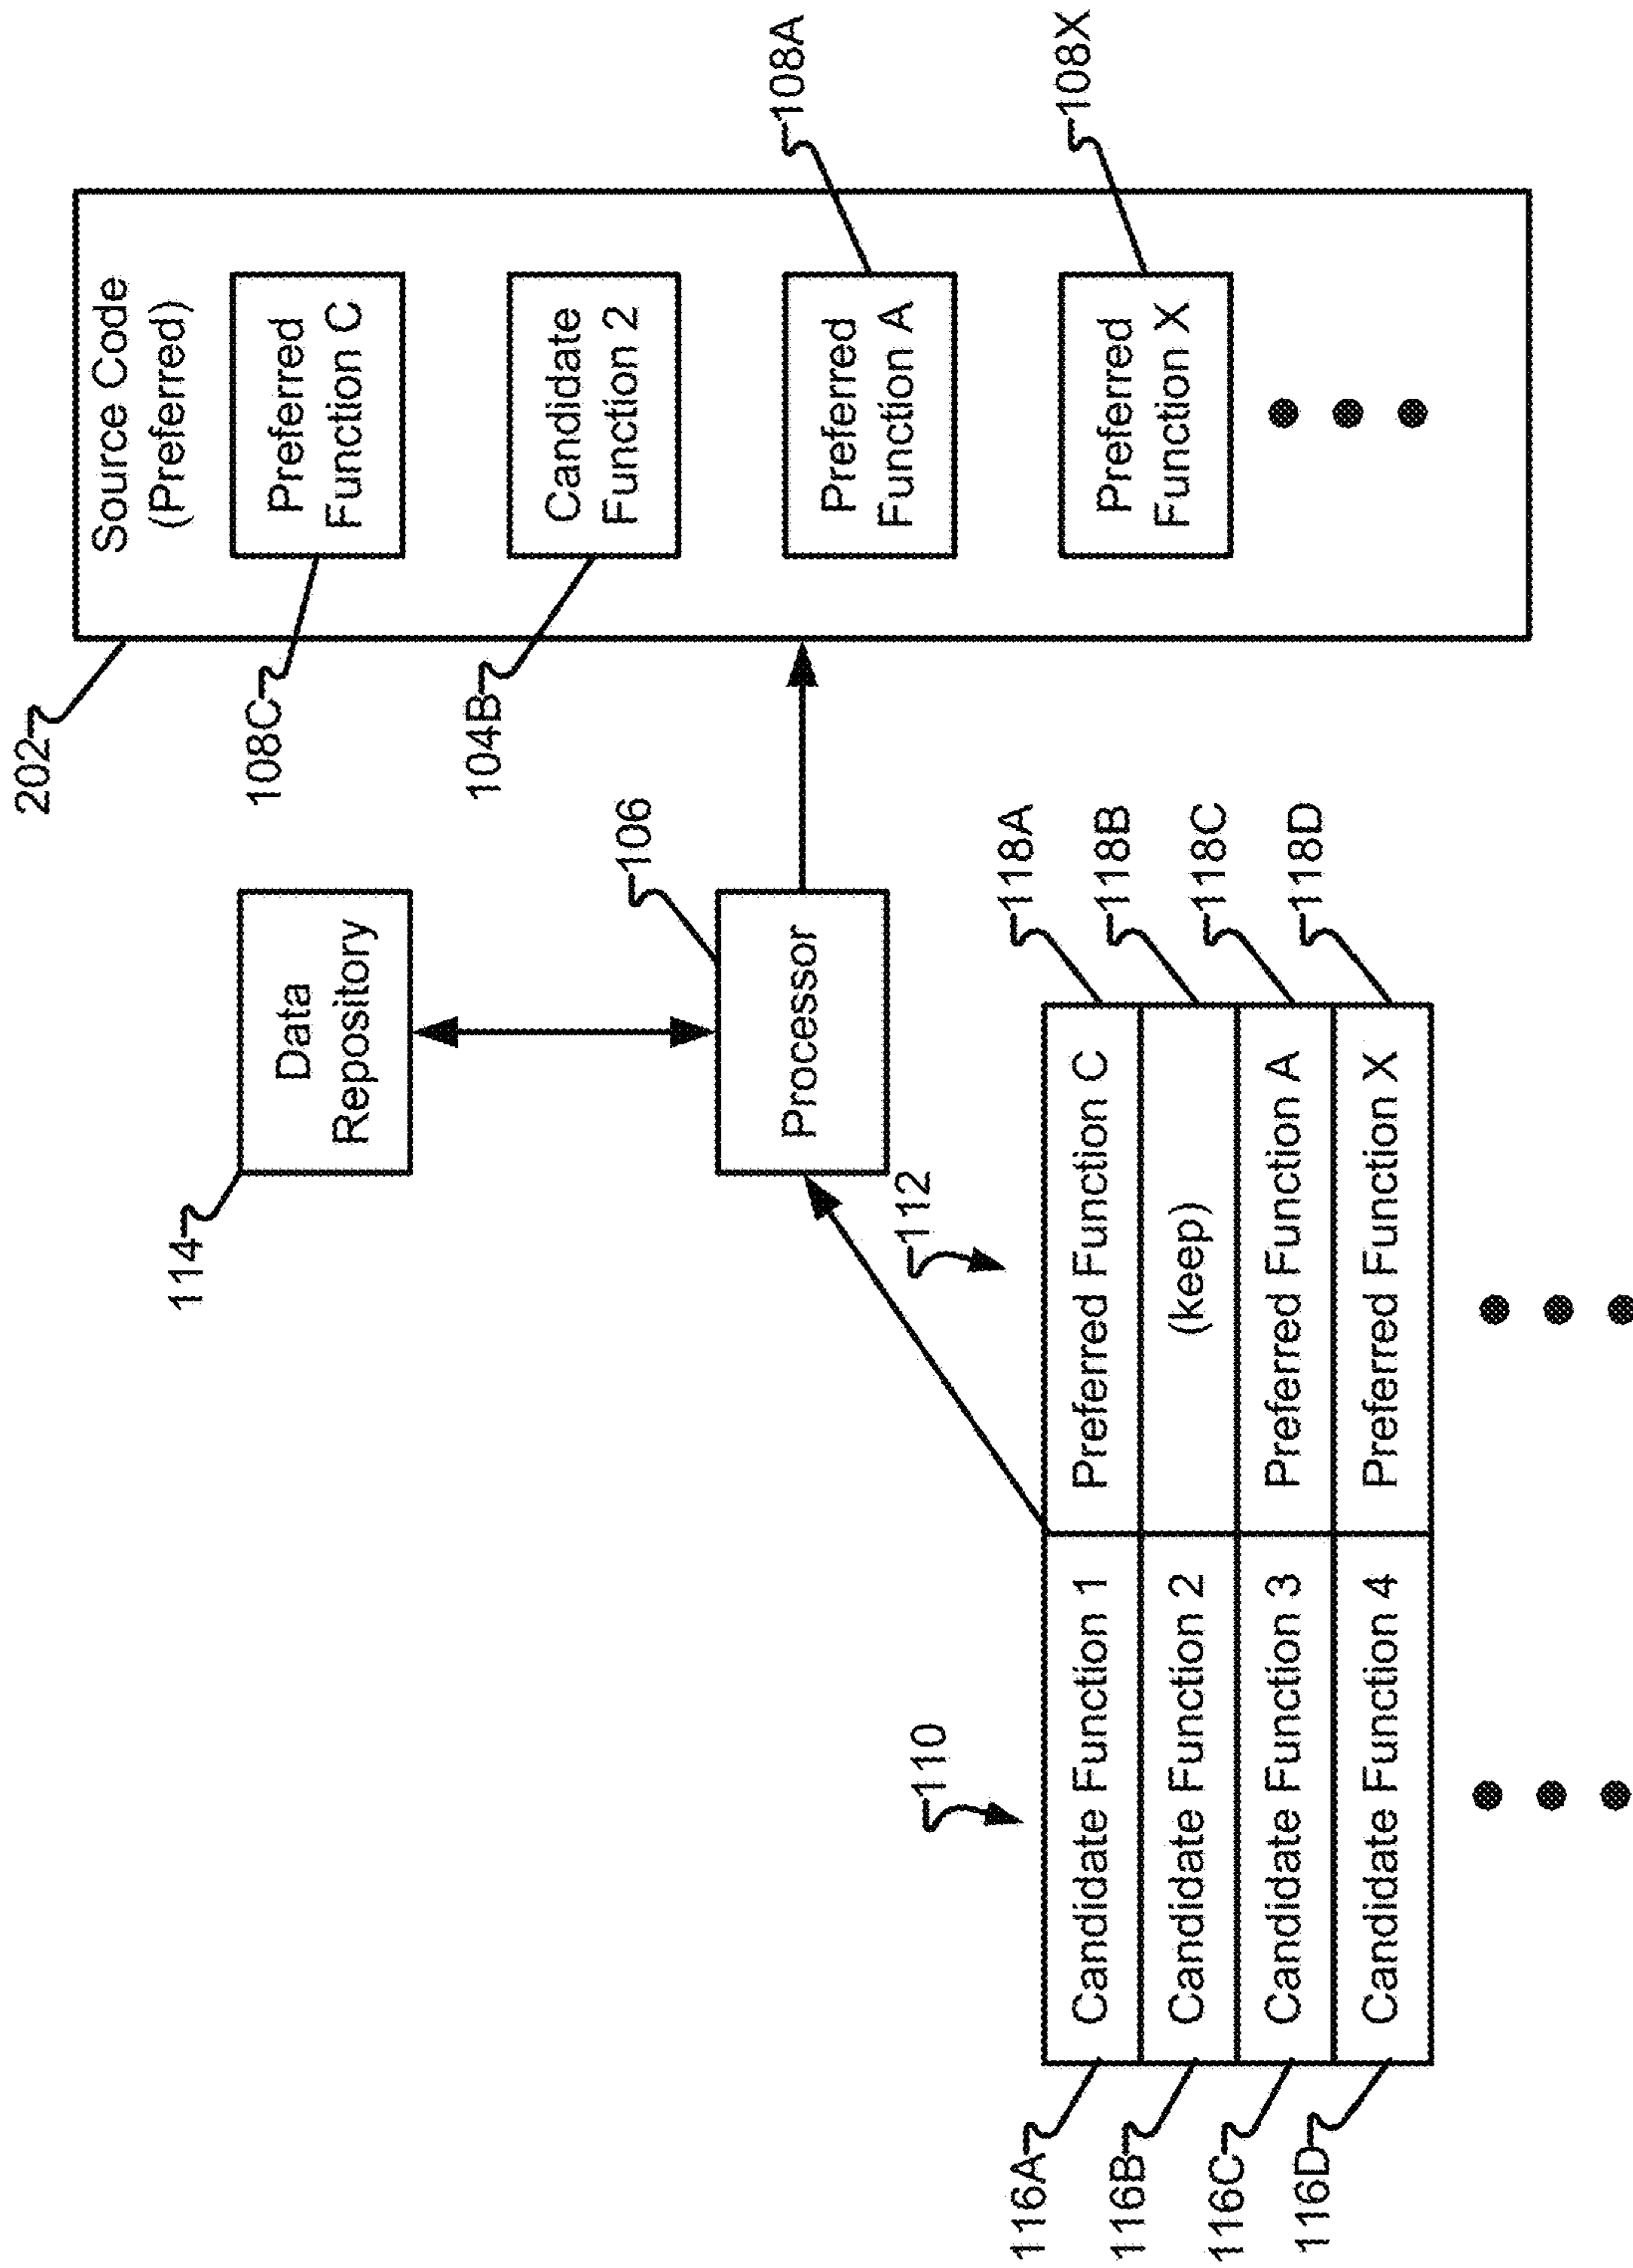 202
Source Code
(Preferred)
108C
Preferred
Function C
104B
Candidate
Function 2
Preferred
Function A
108A
Preferred
Function X
108X
114
Data
Repository
106
Processor
110
112
116A
Candidate Function 1
Preferred Function C
118A
116B
Candidate Function 2
(keep)
118B
116C
Candidate Function 3
Preferred Function A
118C
116D
Candidate Function 4
Preferred Function X
118D